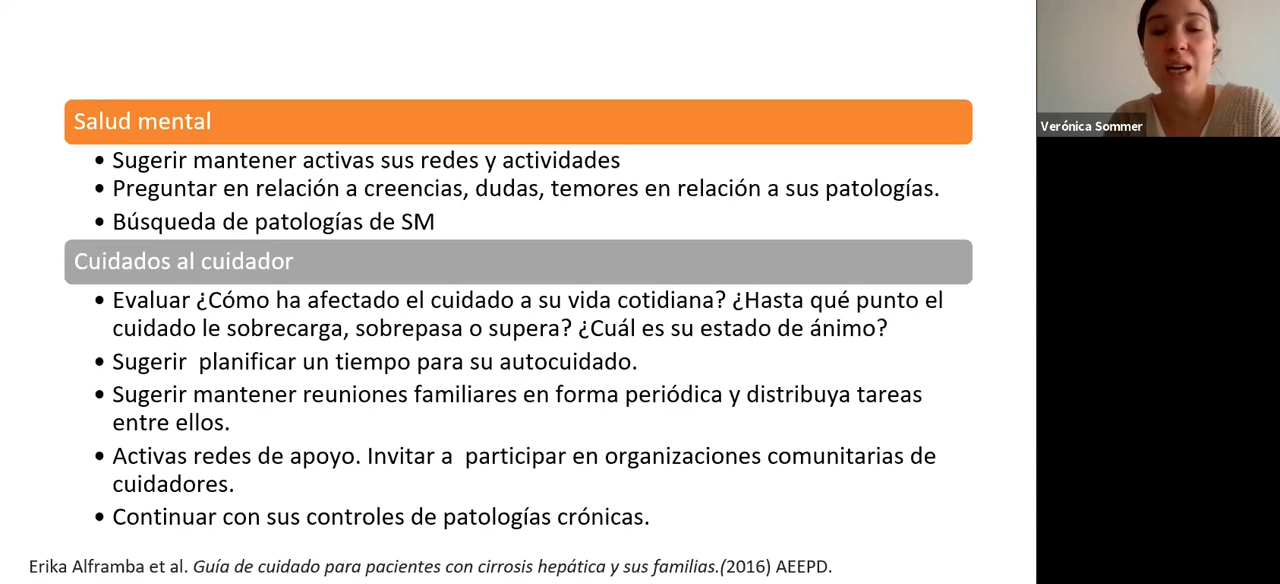 Salud mental
• Sugerir mantener activas sus redes y actividades
• Preguntar en relación a creencias, dudas, temores en relación a sus patologías.
• Búsqueda de patologías de SM
Cuidados al cuidador
• Evaluar ¿Cómo ha afectado el cuidado a su vida cotidiana? ¿Hasta qué punto el
cuidado le sobrecarga, sobrepasa o supera? ¿Cuál es su estado de ánimo?
• Sugerir  planificar un tiempo para su autocuidado.
• Sugerir mantener reuniones familiares en forma periódica y distribuya tareas
entre ellos.
• Activas redes de apoyo. Invitar a  participar en organizaciones comunitarias de
cuidadores.
• Continuar con sus controles de patologías crónicas.
Erika Alframba et al. Guía de cuidado para pacientes con cirrosis hepática y sus familias.(2016) AEEPD.
Verónica Sommer